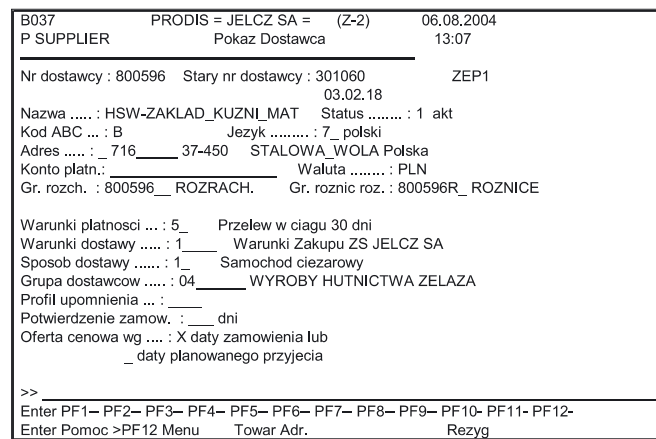 B037 PRODIS = JELCZ SA = (Z-2) 06.08.2004
P SUPPLIER Pokaz Dostawca 13:07
Nr dostawcy : 800596 Stary nr dostawcy : 301060 ZEP1
03.02.18
Nazwa ..... : HSW-ZAKLAD_KUZNI_MAT Status ........ : 1 akt
Kod ABC ... : B Jezyk ......... : 7_ polski
Adres ..... : _ 716_____ 37-450 STALOWA_WOLA Polska
Konto platn.: ____________________ Waluta ........ : PLN
Gr. rozch. : 800596__ ROZRACH. Gr. roznic roz. : 800596R_ ROZNICE
Warunki platnosci ... : 5_ Przelew w ciagu 30 dni
Warunki dostawy ..... : 1____ Warunki Zakupu ZS JELCZ SA
Sposob dostawy ...... : 1_ Samochod ciezarowy
Grupa dostawcow ..... : 04______ WYROBY HUTNICTWA ZELAZA
Profil upomnienia ... : ____
Potwierdzenie zamow. : ___ dni
Oferta cenowa wg .... : X daty zamowienia lub
_ daty planowanego przyjecia
>> ____________________
Enter PF1– PF2– PF3– PF4– PF5– PF6– PF7– PF8– PF9– PF10- PF11- PF12-
Enter Pomoc >PF12 Menu Towar Adr. Rezyg